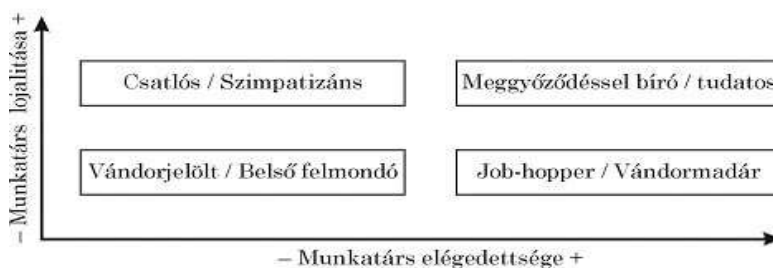 – Munkatárs lojalitása +
Csatlós / Szimpatizáns
Meggyőződéssel bíró / tudatos
Vándorjelölt / Belső felmondó
Job-hopper / Vándormadár
– Munkatárs elégedettsége +